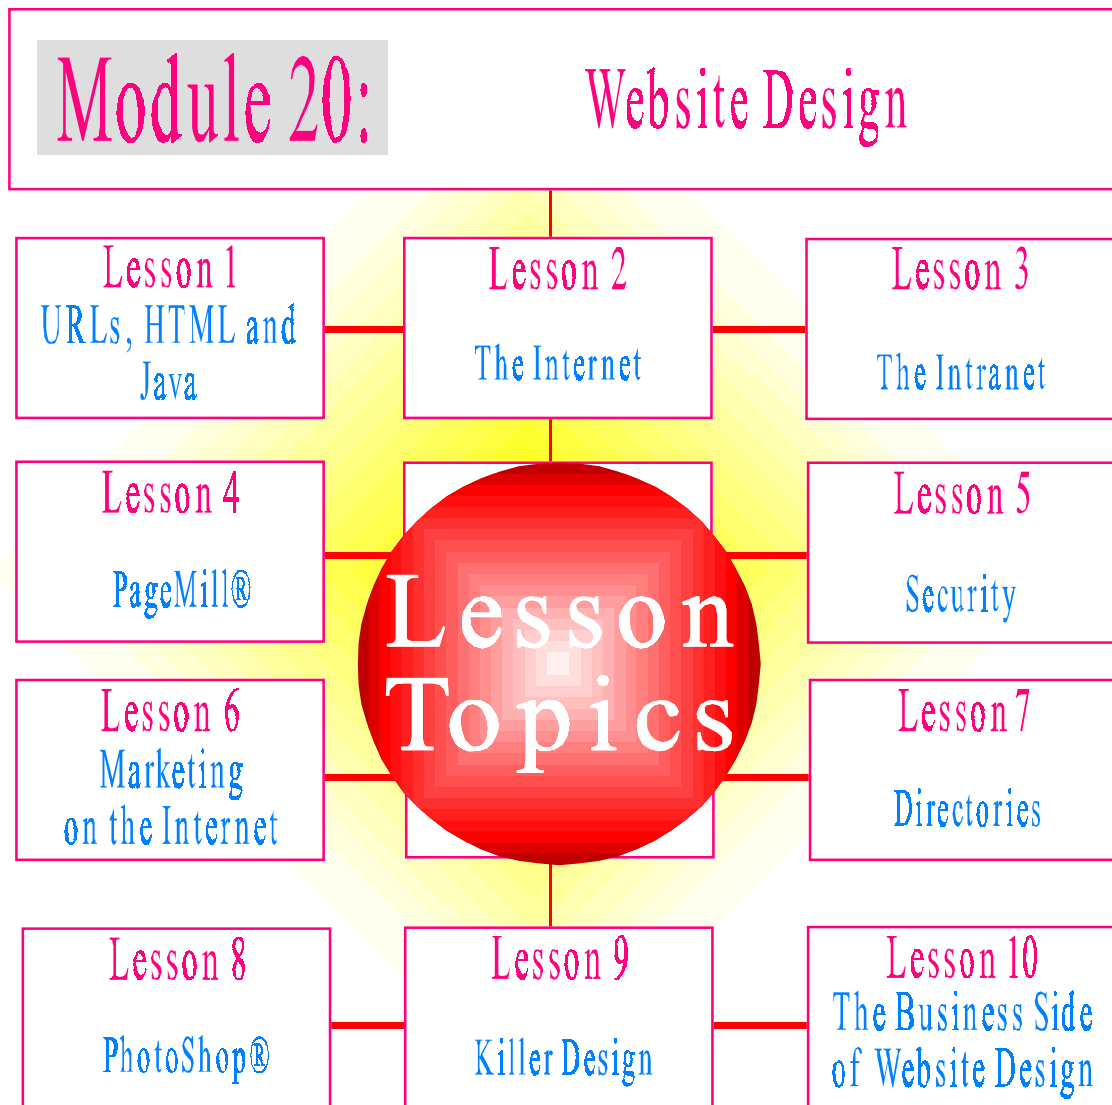 Module 20:
Website Design
Lesson 1
URLs, HTML and
Java
Lesson 2
The Internet
Lesson 3
The Intranet
Lesson 4
PageMill®
Lesson 5
Security
Lesson
Topics
Lesson 6
Marketing
on the Internet
Lesson 7
Directories
Lesson 8
PhotoShop®
Lesson 9
Killer Design
Lesson 10
The Business Side
of Website Design